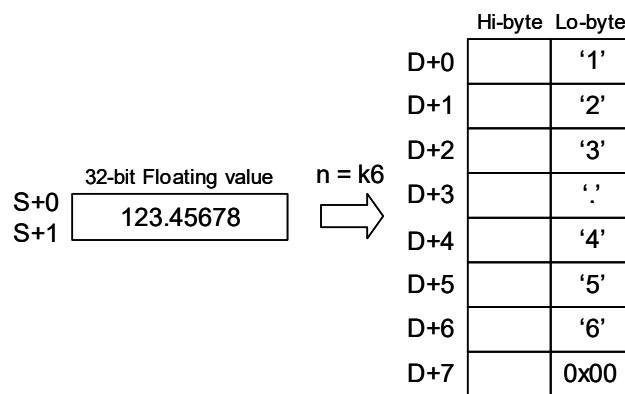 Hi-byte Lo-byte
D+0 ‘1’
D+1 ‘2’
D+2 ‘3’
D+3 ‘.’
D+4 ‘4’
D+5 ‘5’
D+6 ‘6’
D+7 0x00
32-bit Floating value
n = k6
S+0
S+1
123.45678